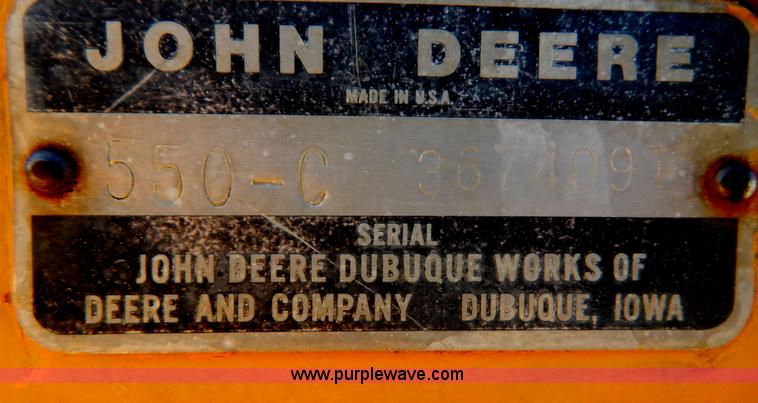 JOHN DEERE
MADE IN U.S.A.
550-C 367409T
SERIAL
JOHN DEERE DUBUQUE WORKS OF
DEERE AND COMPANY DUBUQUE, IOWA
www.purplewave.com